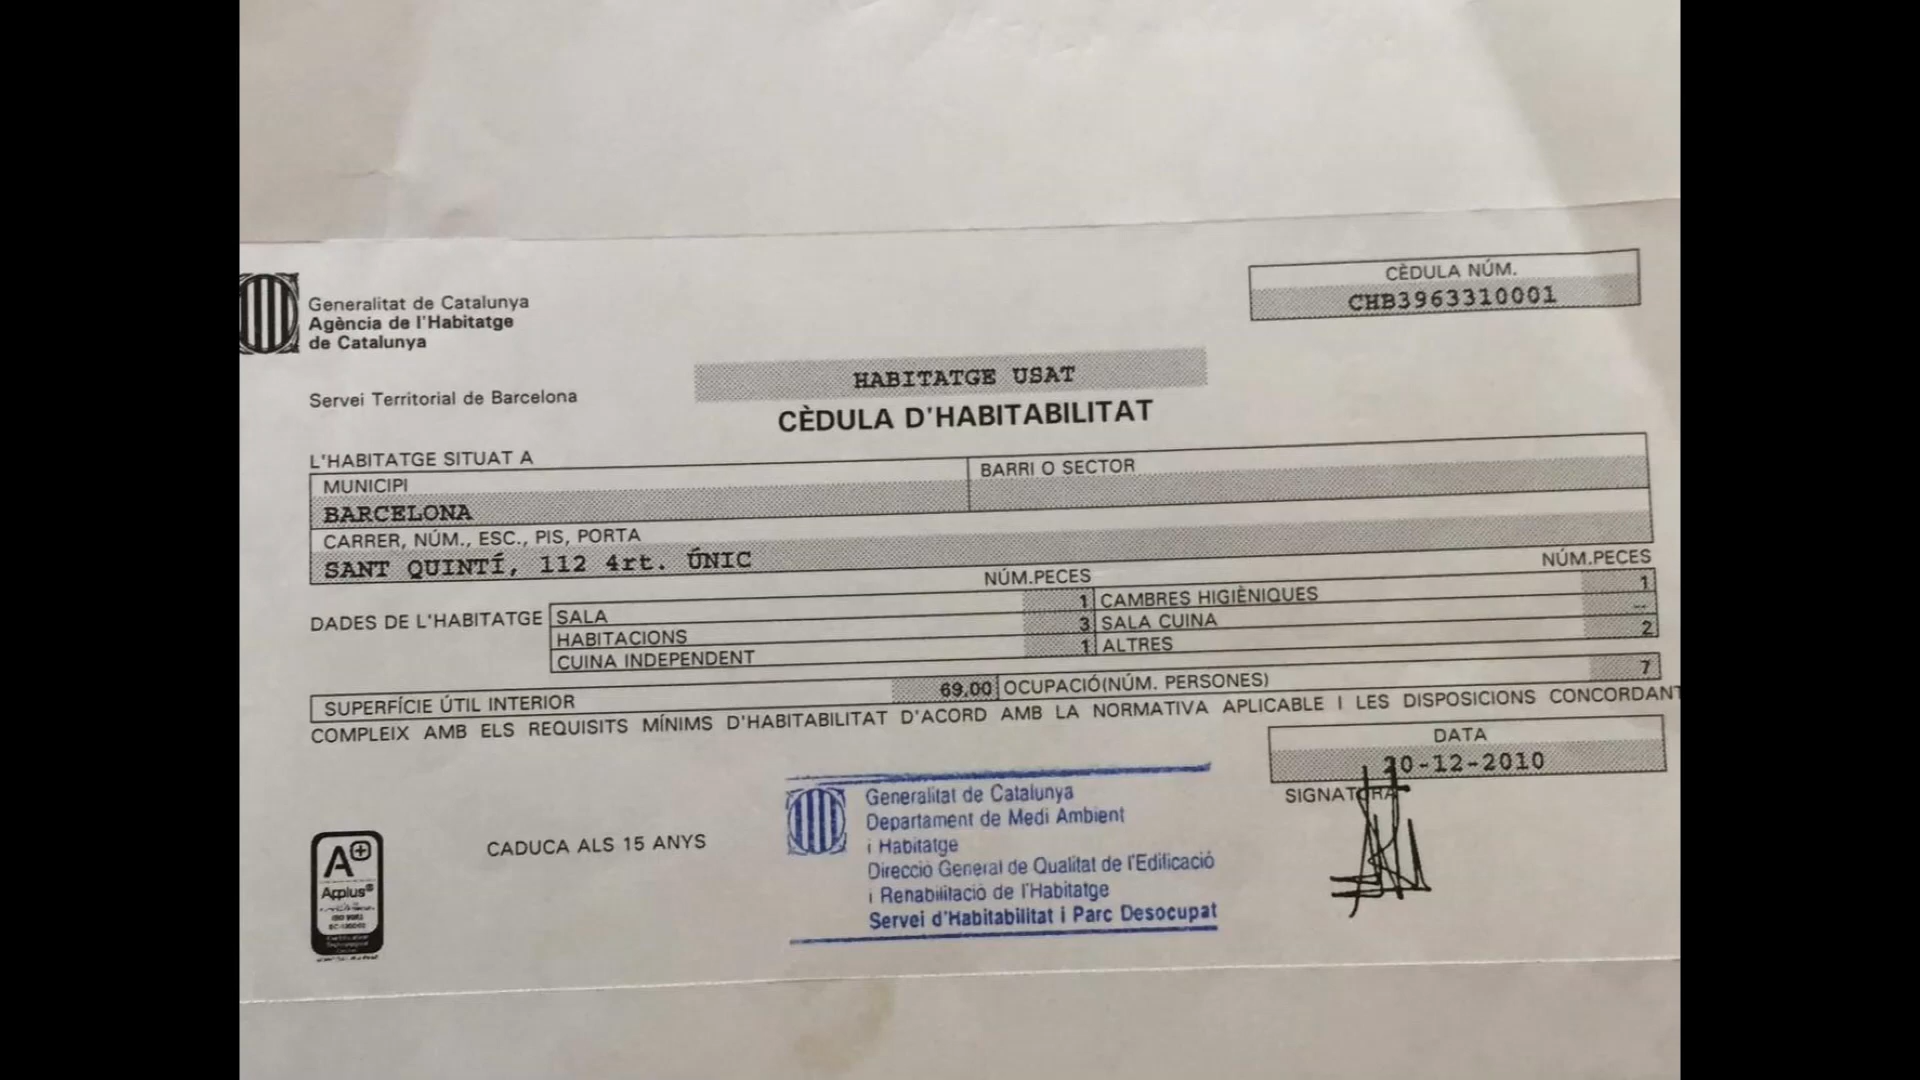 Generalitat de Catalunya
Agència de l'Habitatge
de Catalunya
Servei Territorial de Barcelona
CÈDULA NÚM.
CHB3963310001
HABITATGE USAT
CÈDULA D'HABITABILITAT
L'HABITATGE SITUAT A
MUNICIPI
BARCELONA
BARRI O SECTOR
CARRER, NÚM., ESC., PIS, PORTA
SANT QUINTÍ, 112 4rt. ÚNIC
NÚM.PECES
NÚM.PECES
DADES DE L'HABITATGE
SALA 1 CAMBRES HIGIÈNIQUES 1
HABITACIONS 3 SALA CUINA --
CUINA INDEPENDENT 1 ALTRES 2
SUPERFÍCIE ÚTIL INTERIOR 69,00 OCUPACIÓ(NÚM. PERSONES) 7
COMPLEIX AMB ELS REQUISITS MÍNIMS D'HABITABILITAT D'ACORD AMB LA NORMATIVA APLICABLE I LES DISPOSICIONS CONCORDANT
DATA
20-12-2010
SIGNATURA
CADUCA ALS 15 ANYS
Generalitat de Catalunya
Departament de Medi Ambient
i Habitatge
Direcció General de Qualitat de l'Edificació
i Rehabilitació de l'Habitatge
Servei d'Habitabilitat i Parc Desocupat
A+
Applus